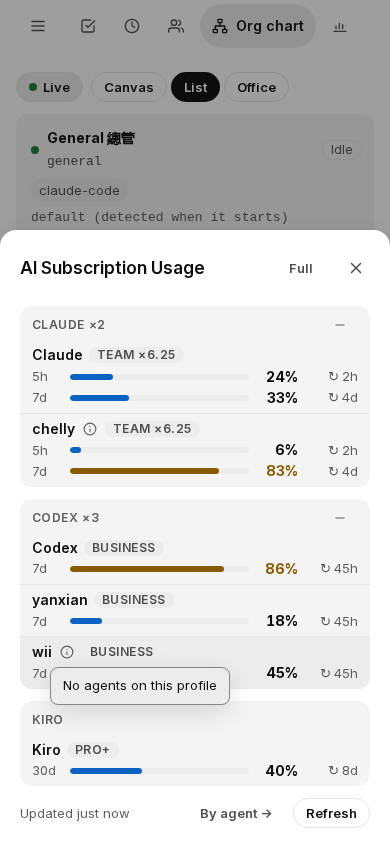 Org chart
Live
Canvas
List
Office
General 總管
general
Idle
claude-code
default (detected when it starts)
AI Subscription Usage
Full
CLAUDE ×2
Claude TEAM ×6.25
5h 24% ↻ 2h
7d 33% ↻ 4d
chelly TEAM ×6.25
5h 6% ↻ 2h
7d 83% ↻ 4d
CODEX ×3
Codex BUSINESS
7d 86% ↻ 45h
yanxian BUSINESS
7d 18% ↻ 45h
wii BUSINESS
7d 45% ↻ 45h
No agents on this profile
KIRO
Kiro PRO+
30d 40% ↻ 8d
Updated just now
By agent →
Refresh